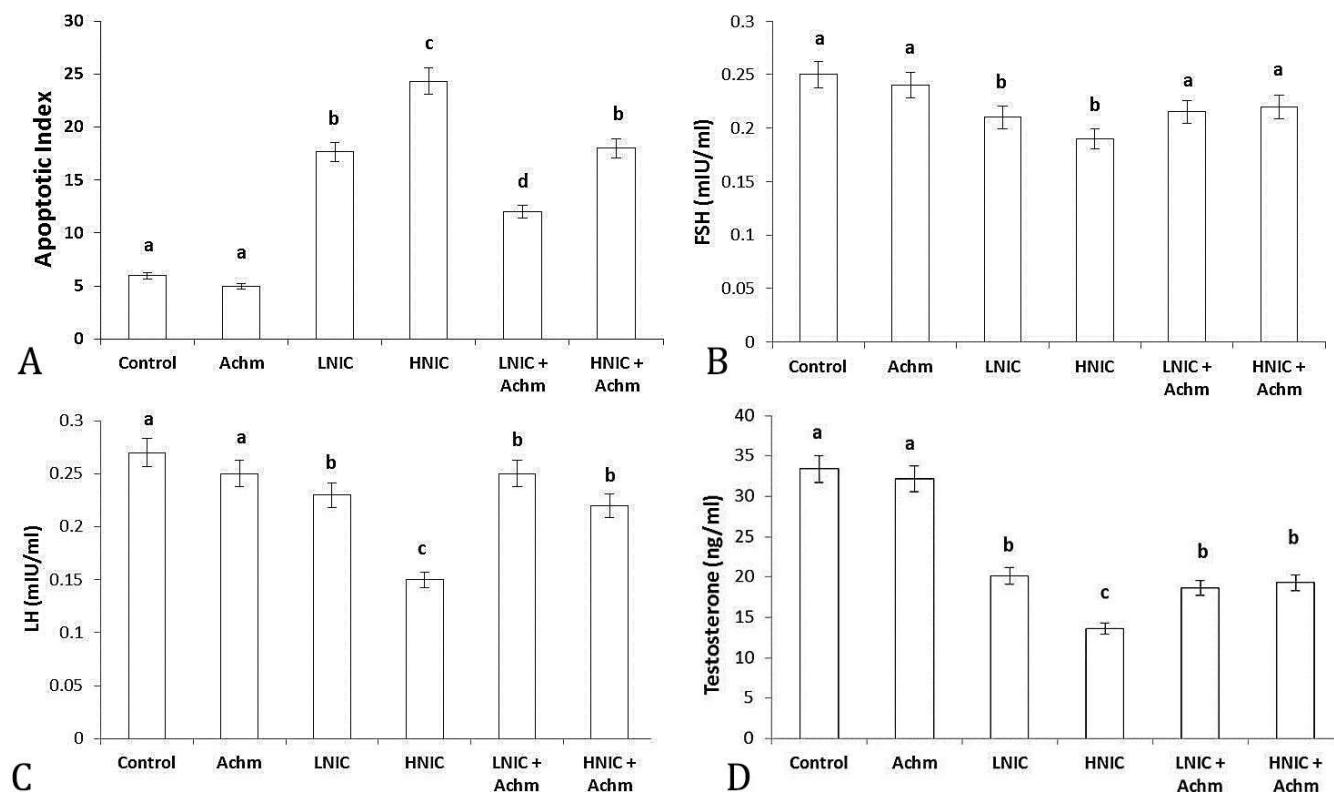 Apoptotic Index
30
25
20
15
10
5
0
a
a
b
c
d
b
Control
Achm
LNIC
HNIC
LNIC +
Achm
HNIC +
Achm
A
FSH (mIU/ml)
0.3
0.25
0.2
0.15
0.1
0.05
0
a
a
b
b
a
a
Control
Achm
LNIC
HNIC
LNIC +
Achm
HNIC +
Achm
B
LH (mIU/ml)
0.3
0.25
0.2
0.15
0.1
0.05
0
a
a
b
c
b
b
Control
Achm
LNIC
HNIC
LNIC +
Achm
HNIC +
Achm
C
Testosterone (ng/ml)
40
35
30
25
20
15
10
5
0
a
a
b
c
b
b
Control
Achm
LNIC
HNIC
LNIC +
Achm
HNIC +
Achm
D